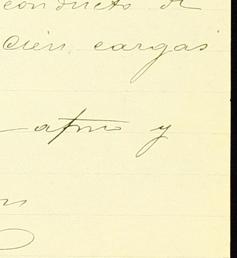 conducto de
cien cargas
atmo y